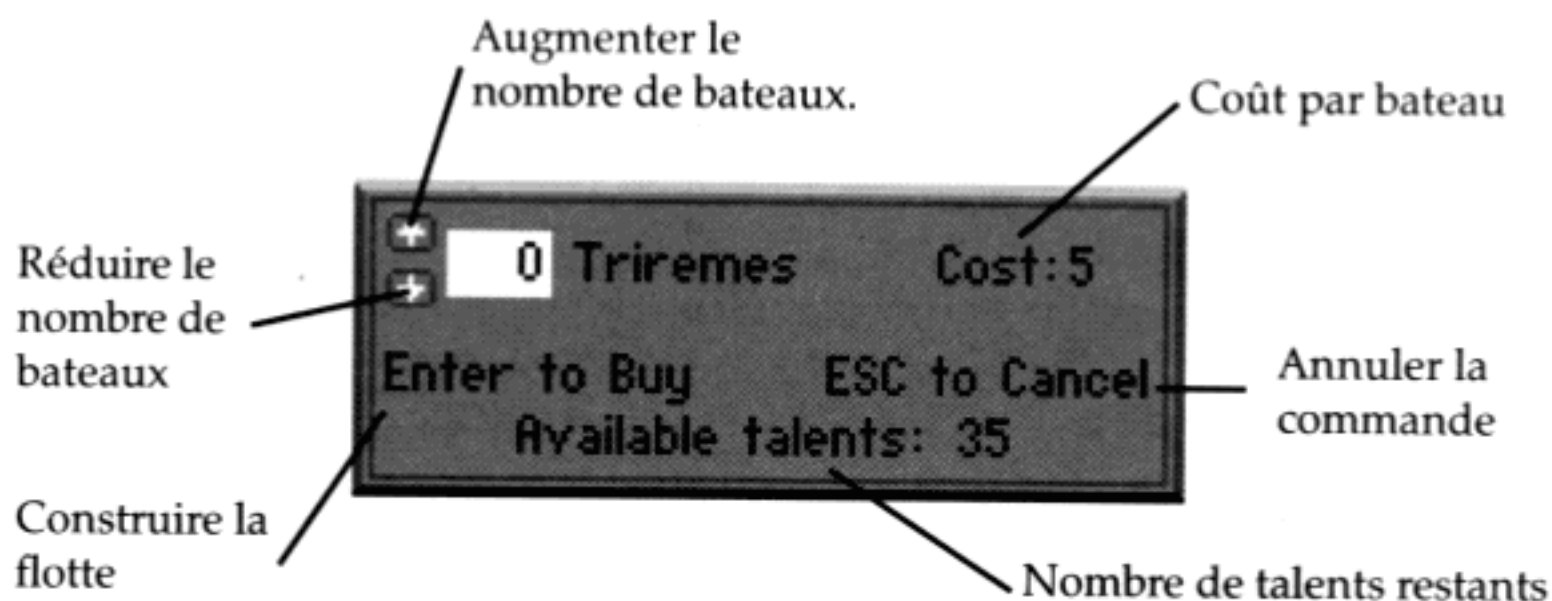 Augmenter le
nombre de bateaux.
Coût par bateau
Réduire le
nombre de
bateaux
0 Triremes Cost:5
Enter to Buy ESC to Cancel
Available talents: 35
Annuler la
commande
Construire la
flotte
Nombre de talents restants